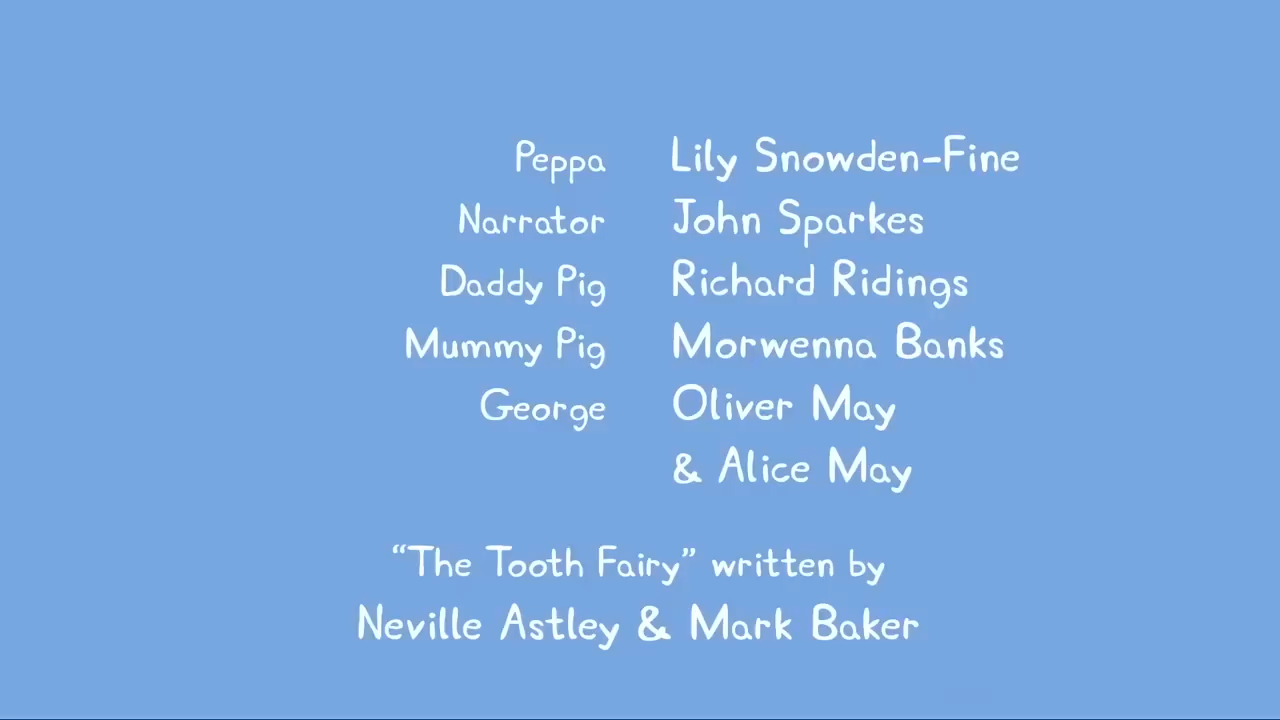 Peppa Lily Snowden-Fine
Narrator John Sparkes
Daddy Pig Richard Ridings
Mummy Pig Morwenna Banks
George Oliver May
& Alice May
“The Tooth Fairy” written by
Neville Astley & Mark Baker